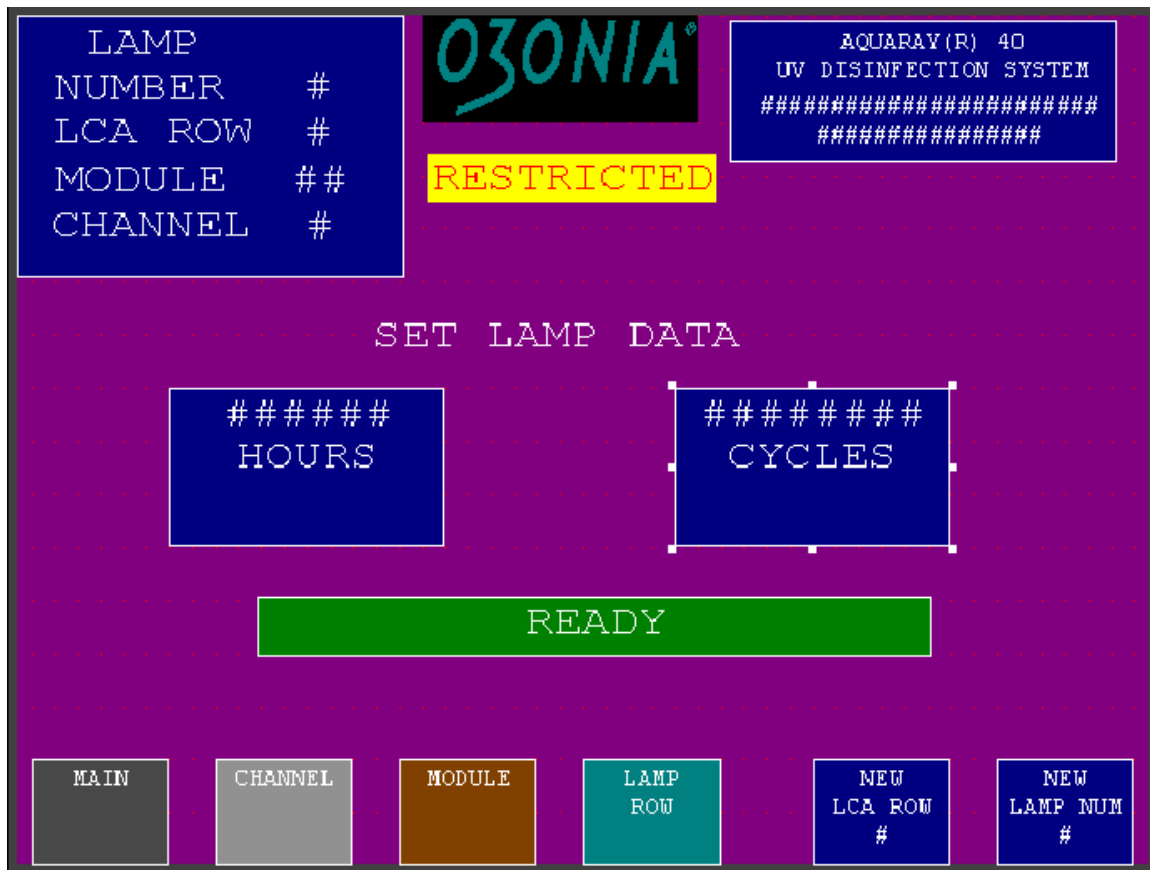 LAMP
NUMBER #
LCA ROW #
MODULE ##
CHANNEL #
OZONIA®
RESTRICTED
AQUARAY(R) 40
UV DISINFECTION SYSTEM
########################
################
SET LAMP DATA
######
HOURS
########
CYCLES
READY
MAIN
CHANNEL
MODULE
LAMP
ROW
NEW
LCA ROW
#
NEW
LAMP NUM
#